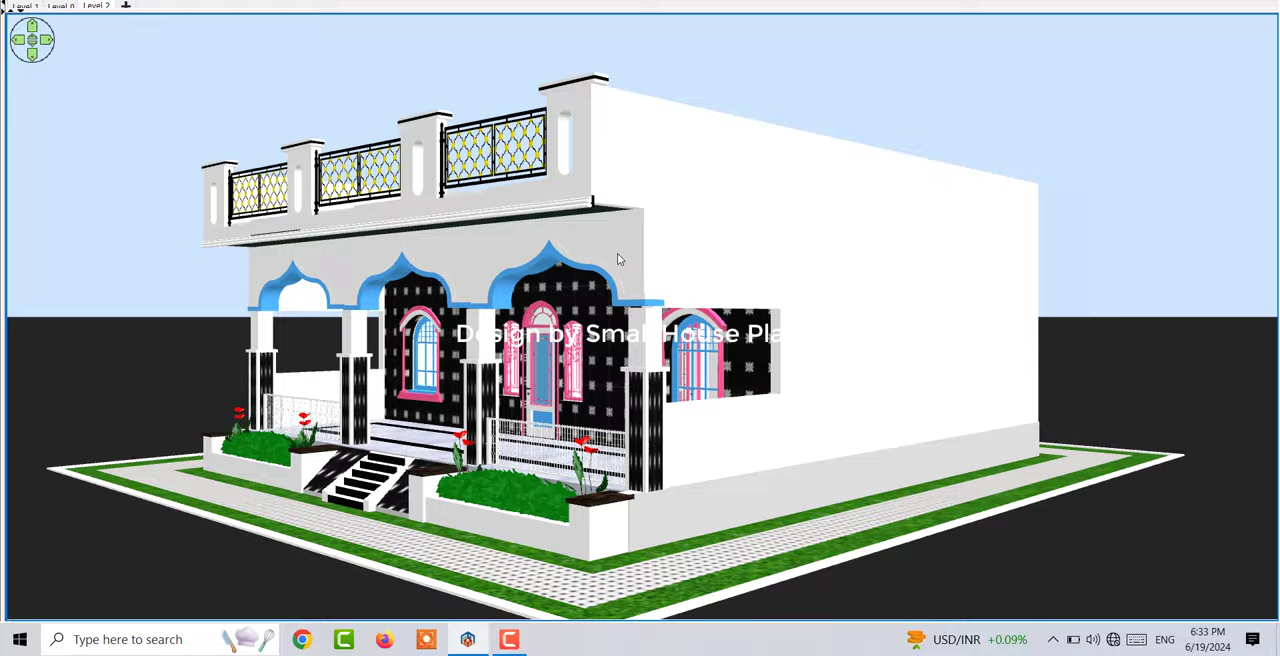 Level 1 Level 0 Level 2
Design by Small House Pla
Type here to search
USD/INR +0.09%
ENG
6:33 PM
6/19/2024